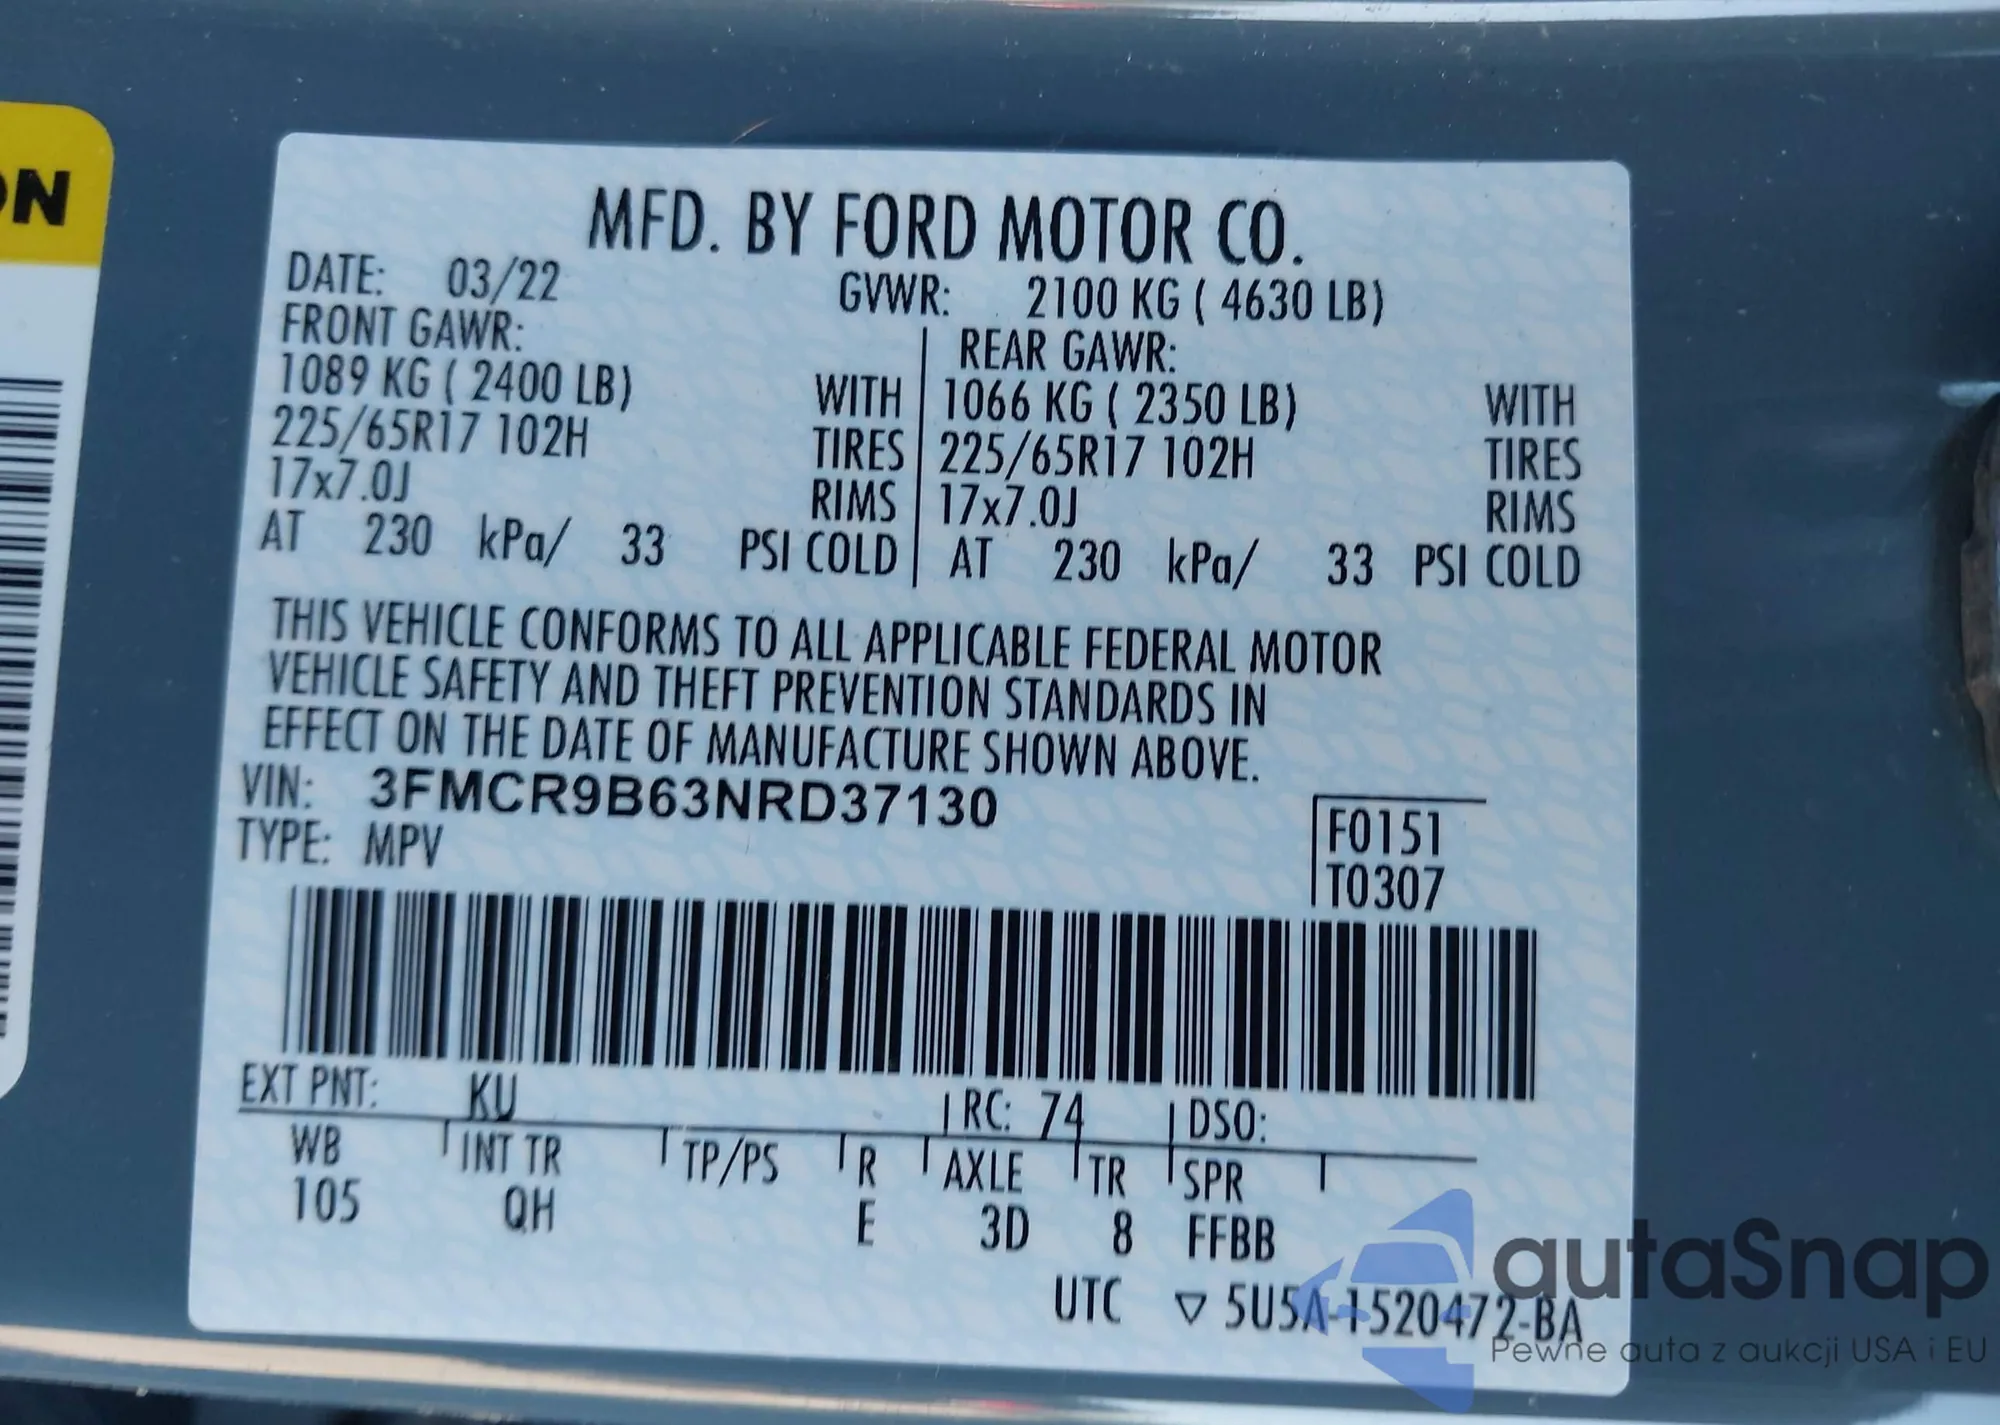 ON
MFD. BY FORD MOTOR CO.
DATE: 03/22 GVWR: 2100 KG ( 4630 LB)
FRONT GAWR: REAR GAWR:
1089 KG ( 2400 LB) WITH 1066 KG ( 2350 LB) WITH
225/65R17 102H TIRES 225/65R17 102H TIRES
17x7.0J RIMS 17x7.0J RIMS
AT 230 kPa/ 33 PSI COLD AT 230 kPa/ 33 PSI COLD
THIS VEHICLE CONFORMS TO ALL APPLICABLE FEDERAL MOTOR
VEHICLE SAFETY AND THEFT PREVENTION STANDARDS IN
EFFECT ON THE DATE OF MANUFACTURE SHOWN ABOVE.
VIN: 3FMCR9B63NRD37130
TYPE: MPV
F0151
T0307
EXT PNT: KU RC: 74 DSO:
WB INT TR TP/PS R AXLE TR SPR
105 QH E 3D 8 FFBB
UTC ▽ 5U5A-1520472-BA
autaSnap
Pewne auta z aukcji USA i EU